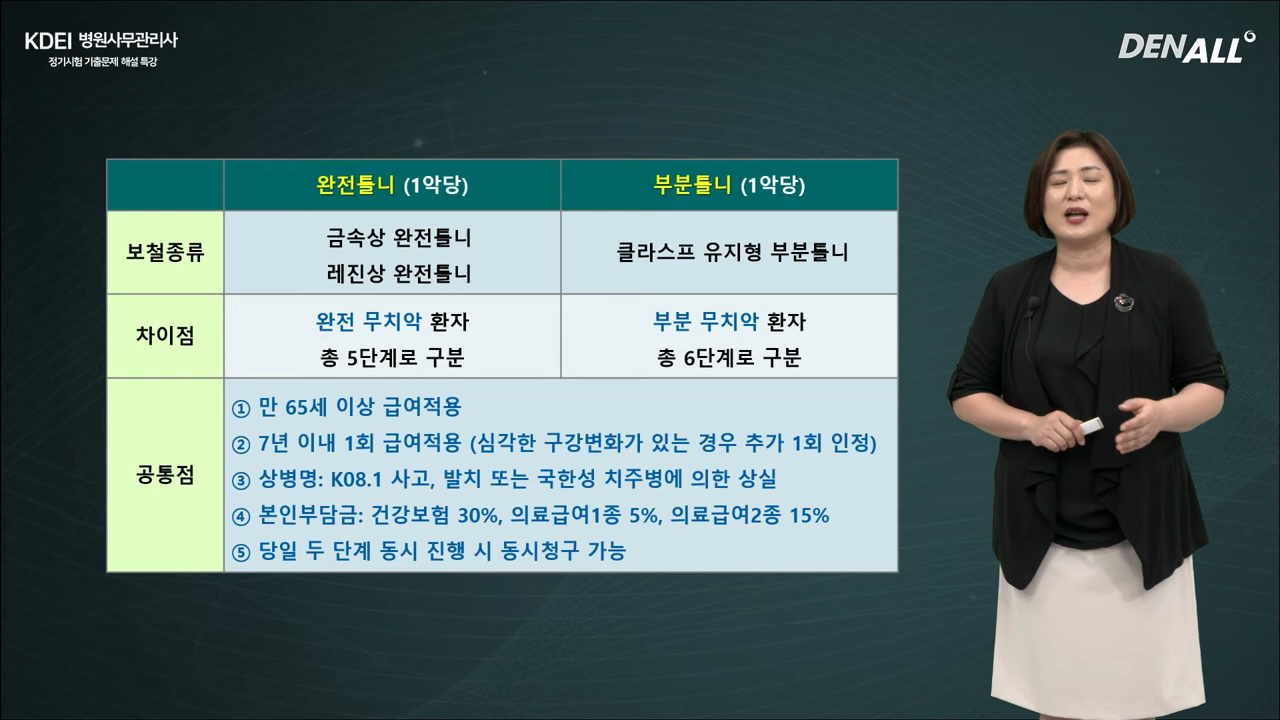 KDEI 병원사무관리사
정기시험 기출문제 해설 특강
DENALL
완전틀니 (1악당)
부분틀니 (1악당)
보철종류
금속상 완전틀니
레진상 완전틀니
클라스프 유지형 부분틀니
차이점
완전 무치악 환자
총 5단계로 구분
부분 무치악 환자
총 6단계로 구분
공통점
① 만 65세 이상 급여적용
② 7년 이내 1회 급여적용 (심각한 구강변화가 있는 경우 추가 1회 인정)
③ 상병명: K08.1 사고, 발치 또는 국한성 치주병에 의한 상실
④ 본인부담금: 건강보험 30%, 의료급여1종 5%, 의료급여2종 15%
⑤ 당일 두 단계 동시 진행 시 동시청구 가능